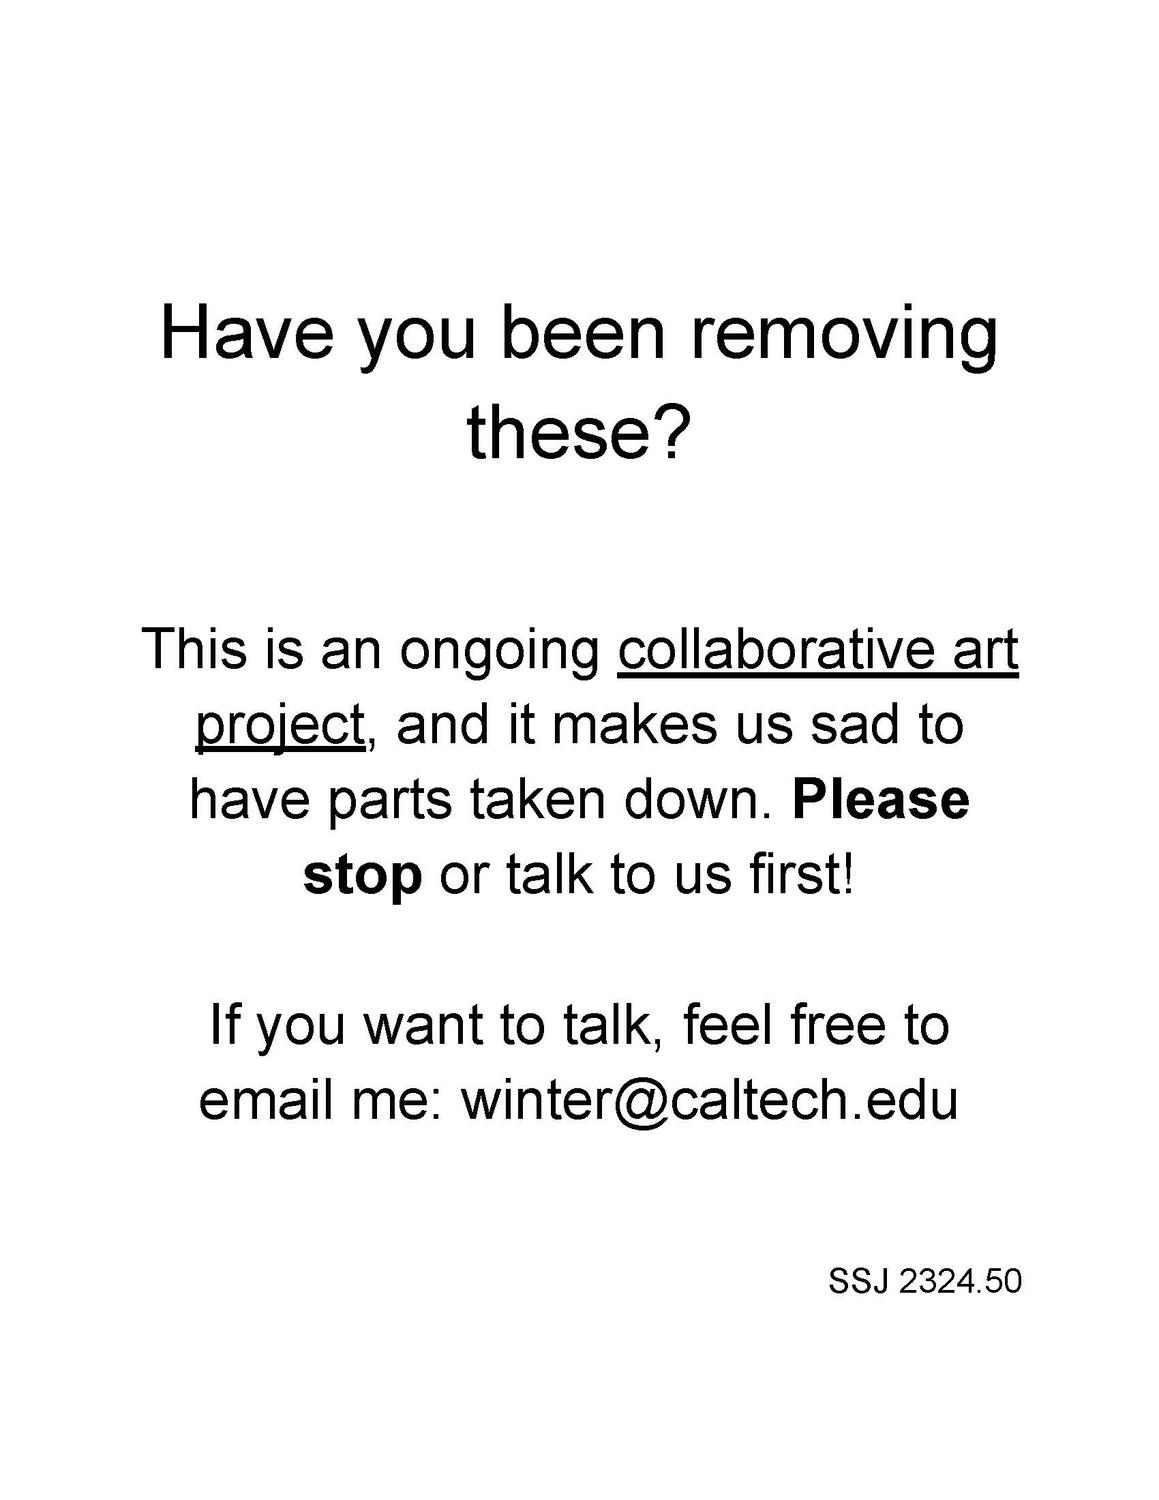 Have you been removing
these?
This is an ongoing collaborative art
project, and it makes us sad to
have parts taken down. Please
stop or talk to us first!
If you want to talk, feel free to
email me: winter@caltech.edu
SSJ 2324.50